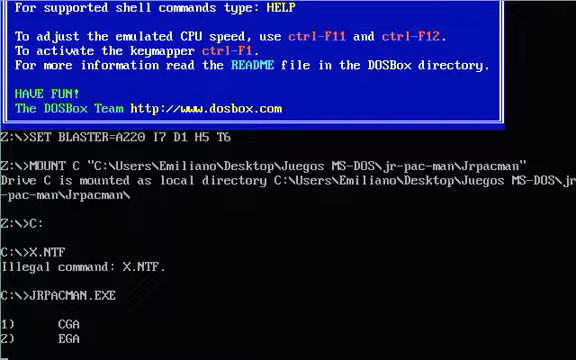 For supported shell commands type: HELP
To adjust the emulated CPU speed, use ctrl-F11 and ctrl-F12.
To activate the keymapper ctrl-F1.
For more information read the README file in the DOSBox directory.
HAVE FUN!
The DOSBox Team http://www.dosbox.com
Z:\>SET BLASTER=A220 I7 D1 H5 T6
Z:\>MOUNT C "C:\Users\Emiliano\Desktop\Juegos MS-DOS\jr-pac-man\Jrpacman"
Drive C is mounted as local directory C:\Users\Emiliano\Desktop\Juegos MS-DOS\jr
-pac-man\Jrpacman\
Z:\>C:
C:\>X.NTF
Illegal command: X.NTF.
C:\>JRPACMAN.EXE
1) CGA
2) EGA